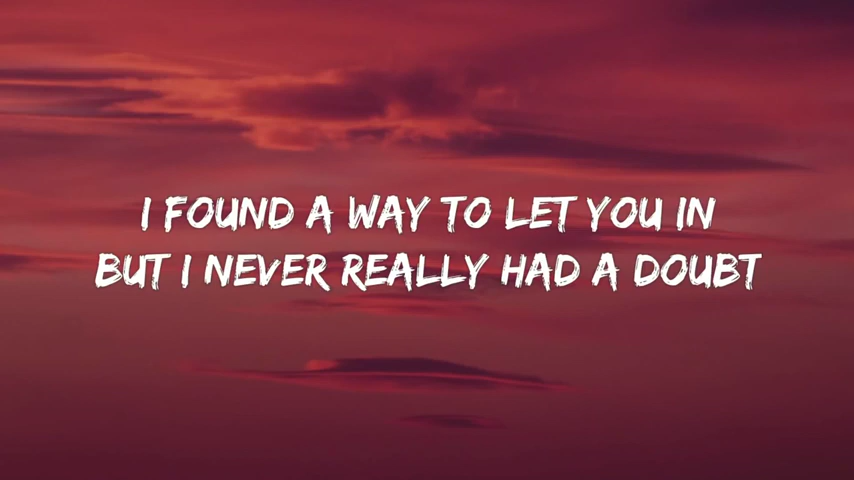 I FOUND A WAY TO LET YOU IN
BUT I NEVER REALLY HAD A DOUBT